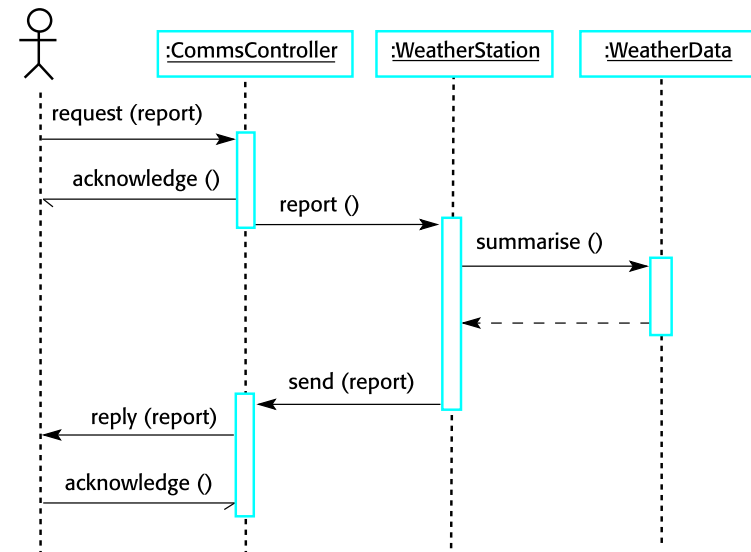 :CommsController
:WeatherStation
:WeatherData
request (report)
acknowledge ()
report ()
summarise ()
send (report)
reply (report)
acknowledge ()